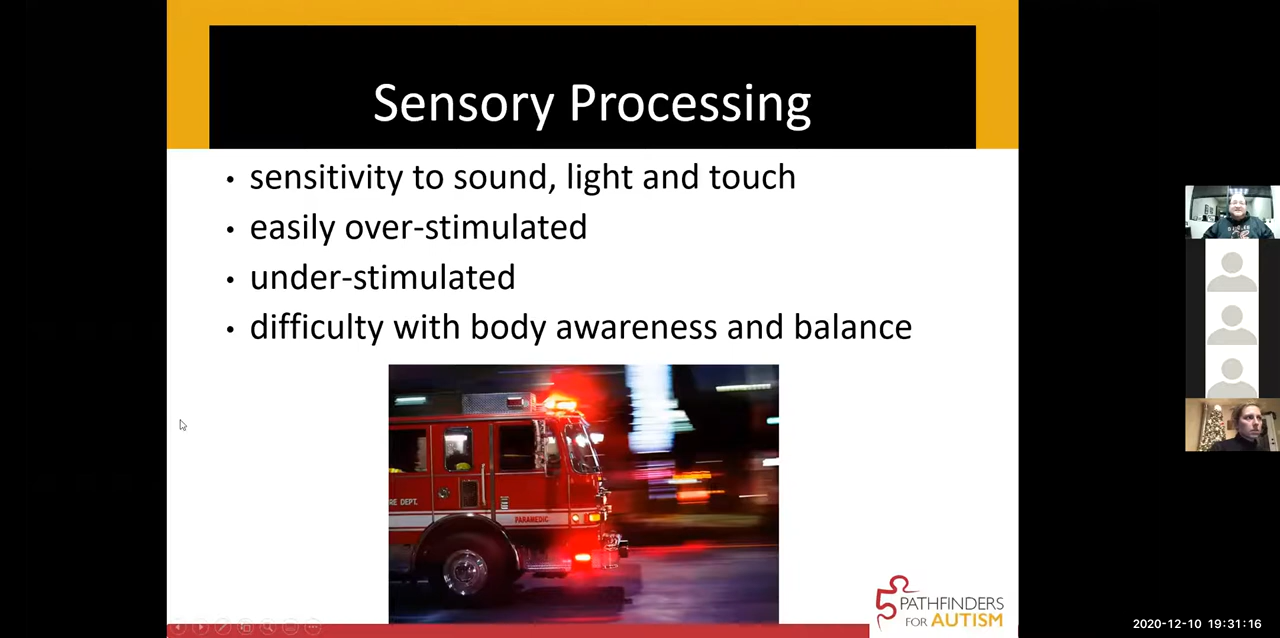 Sensory Processing
• sensitivity to sound, light and touch
• easily over-stimulated
• under-stimulated
• difficulty with body awareness and balance
RE DEPT.
PARAMEDIC
PATHFINDERS
FOR AUTISM
2020-12-10 19:31:16